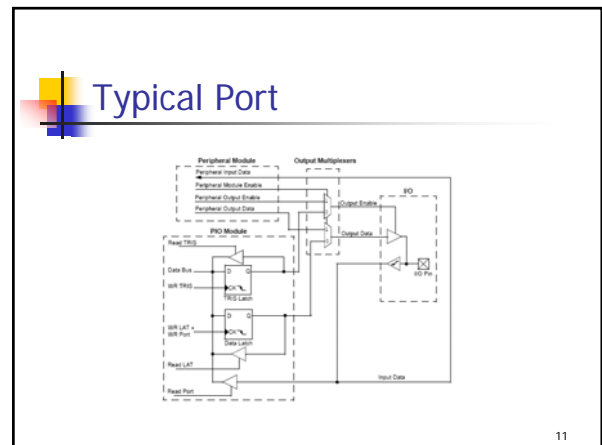 Typical Port
Peripheral Module
Output Multiplexers
Peripheral Input Data
Peripheral Module Enable
I/O
Peripheral Output Enable
Output Enable
Peripheral Output Data
PIO Module
Output Data
Read TRIS
Data Bus
D Q
I/O Pin
WR TRIS
CK
TRIS Latch
D Q
WR LAT +
WR Port
CK
Data Latch
Read LAT
Input Data
Read Port
11